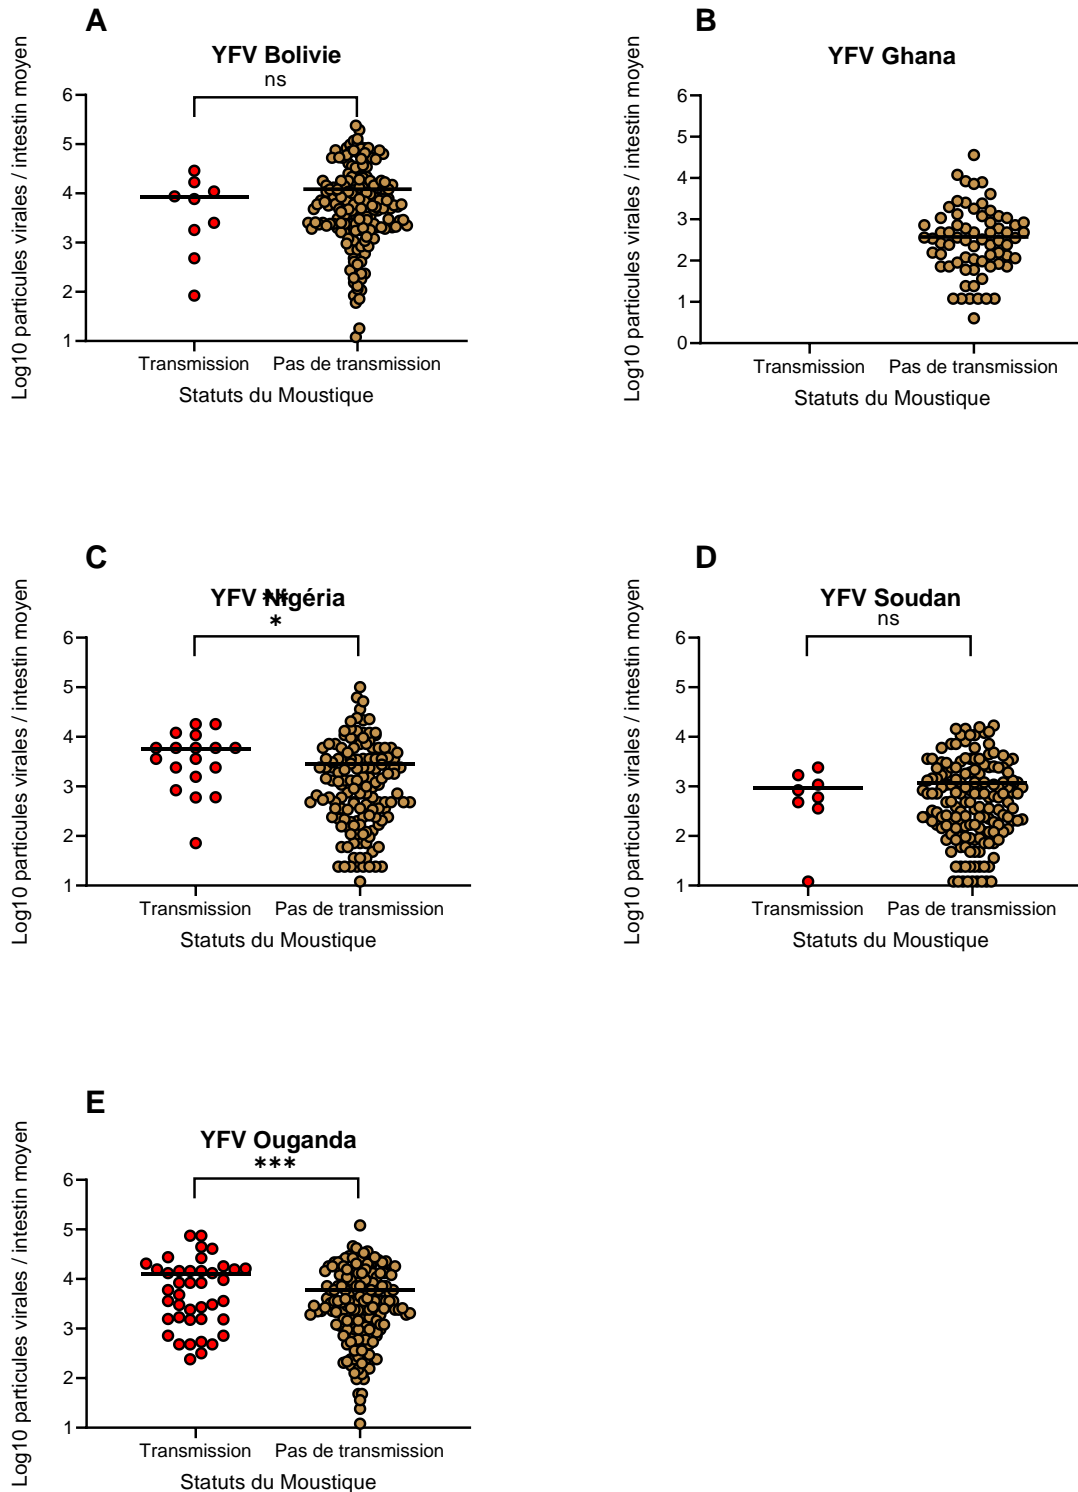 A
YFV Bolivie
ns
Log10 particules virales / intestin moyen
6
5
4
3
2
1
Transmission
Pas de transmission
Statuts du Moustique
B
YFV Ghana
Log10 particules virales / intestin moyen
6
5
4
3
2
1
0
Transmission
Pas de transmission
Statuts du Moustique
C
YFV Nigéria
**
*
Log10 particules virales / intestin moyen
6
5
4
3
2
1
Transmission
Pas de transmission
Statuts du Moustique
D
YFV Soudan
ns
Log10 particules virales / intestin moyen
6
5
4
3
2
1
Transmission
Pas de transmission
Statuts du Moustique
E
YFV Ouganda
***
Log10 particules virales / intestin moyen
6
5
4
3
2
1
Transmission
Pas de transmission
Statuts du Moustique